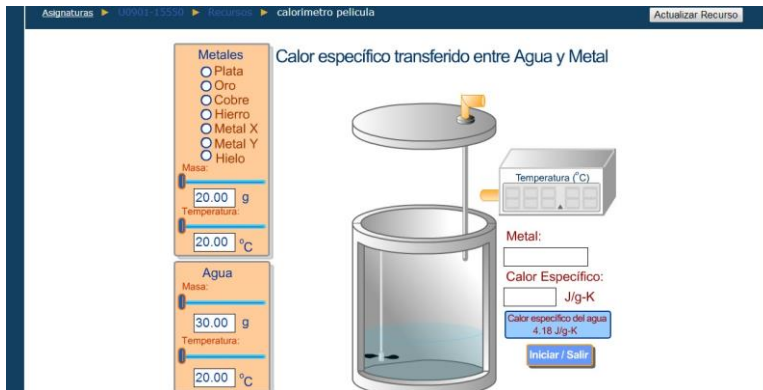 Asignaturas ► U0901-15550 ► Recursos ► calorimetro pelicula
Actualizar Recurso
Calor específico transferido entre Agua y Metal
Metales
Plata
Oro
Cobre
Hierro
Metal X
Metal Y
Hielo
Masa:
20.00 g
Temperatura:
20.00 °C
Agua
Masa:
30.00 g
Temperatura:
20.00 °C
Temperatura (°C)
Metal:
Calor Específico:
J/g-K
Calor específico del agua
4.18 J/g-K
Iniciar / Salir